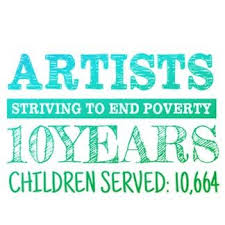 ARTISTS
STRIVING TO END POVERTY
10YEARS
CHILDREN SERVED: 10,664